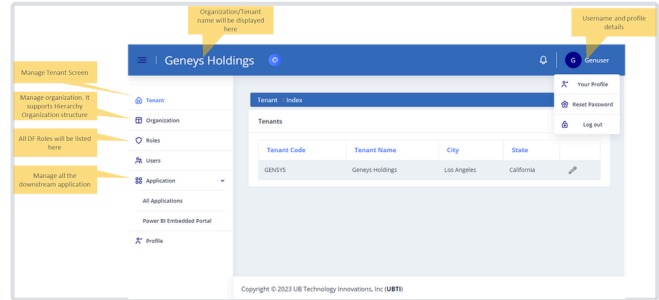 Organization/Tenant
name will be displayed
here
Username and profile
details
Geneys Holdings
G
Genuser
Manage Tenant Screen
Manage organization. It
supports Hierarchy
Organization structure
All DF Roles will be listed
here
Manage all the
downstream application
Tenant
Organization
Roles
Users
Application
All Applications
Power BI Embedded Portal
Profile
Tenant Index
Tenants
Tenant Code Tenant Name City State
GENSYS Geneys Holdings Los Angeles California
Your Profile
Reset Password
Log out
Copyright © 2023 UB Technology Innovations, Inc (UBTI)